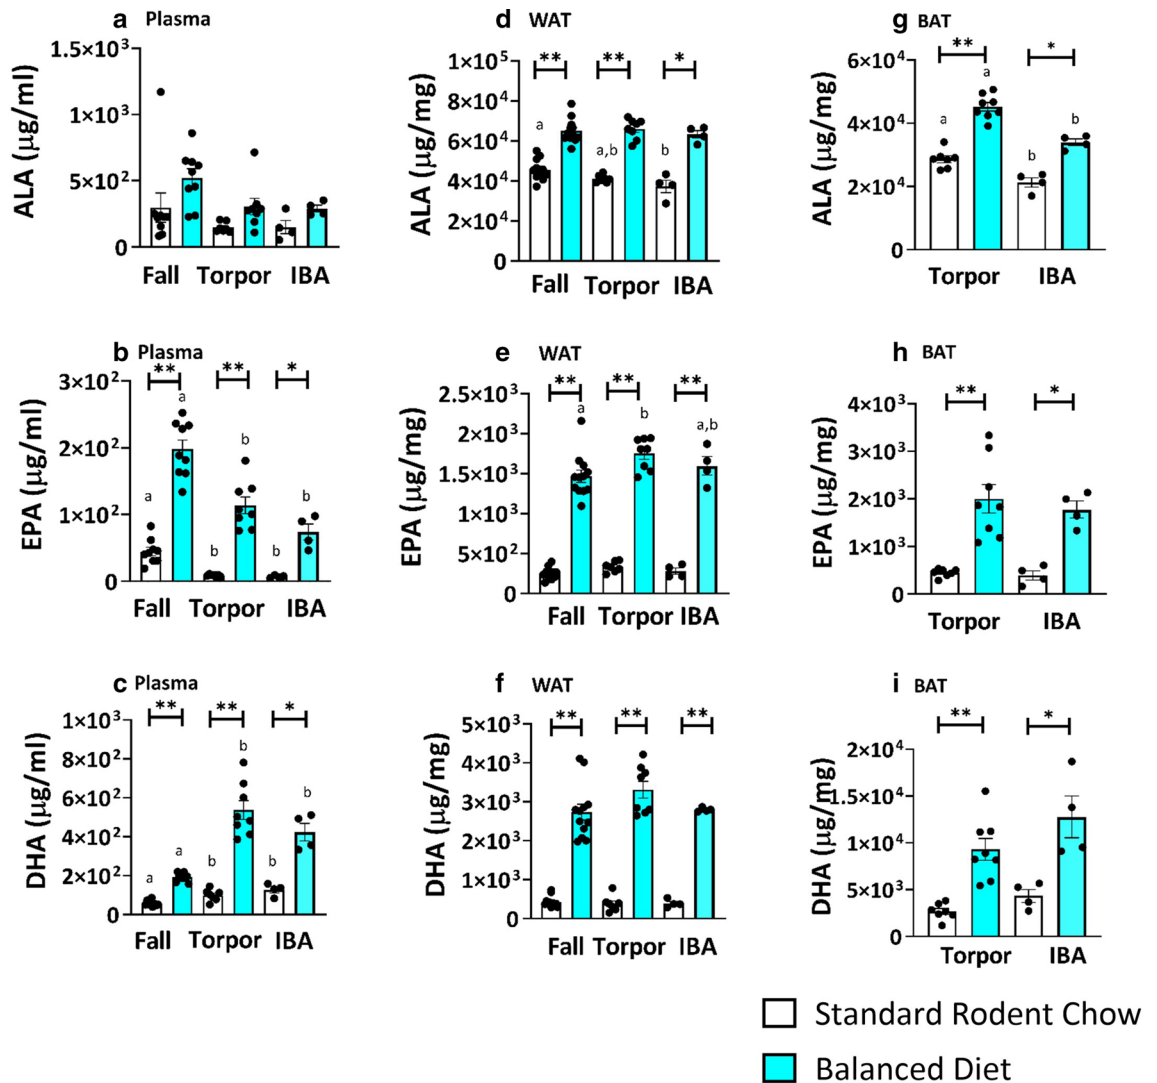 a Plasma
1.5×10³
1×10³
5×10²
0
ALA (μg/ml)
Fall Torpor IBA
d WAT
** ** *
1×10⁵
8×10⁴
6×10⁴
4×10⁴
2×10⁴
0
ALA (μg/mg)
a a,b b
Fall Torpor IBA
g BAT
** *
6×10⁴
4×10⁴
2×10⁴
0
ALA (μg/mg)
a a b b
Torpor IBA
b Plasma
** ** *
3×10²
2×10²
1×10²
0
EPA (μg/ml)
a a b b b b
Fall Torpor IBA
e WAT
** ** **
2.5×10³
2×10³
1.5×10³
1×10³
5×10²
0
EPA (μg/mg)
a b a,b
Fall Torpor IBA
h BAT
** *
4×10³
3×10³
2×10³
1×10³
0
EPA (μg/mg)
Torpor IBA
c Plasma
** ** *
1×10³
8×10²
6×10²
4×10²
2×10²
0
DHA (μg/ml)
a a b b b b
Fall Torpor IBA
f WAT
** ** **
5×10³
4×10³
3×10³
2×10³
1×10³
0
DHA (μg/mg)
Fall Torpor IBA
i BAT
** *
2×10⁴
1.5×10⁴
1×10⁴
5×10³
0
DHA (μg/mg)
Torpor IBA
Standard Rodent Chow
Balanced Diet